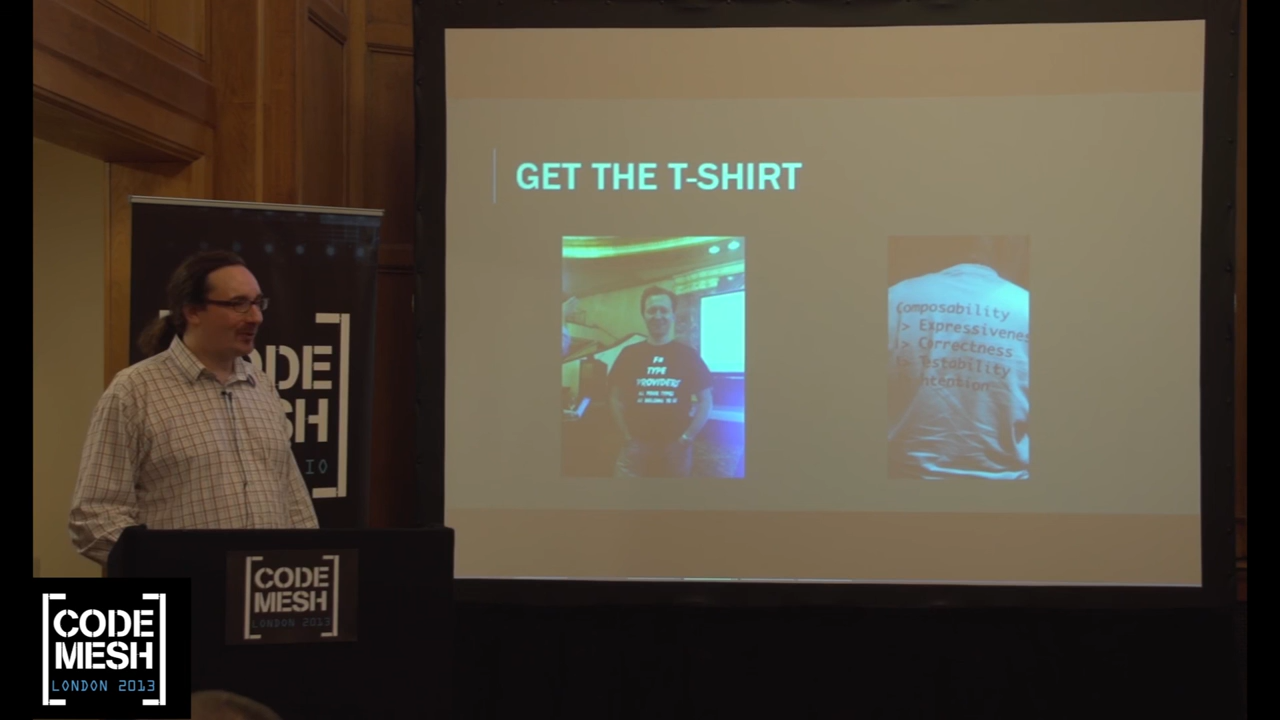 GET THE T-SHIRT
F#
TYPE
PROVIDERS
Composability
|> Expressivenes
|> Correctness
|> Testability
CODE
MESH
IO
[CODE
MESH
LONDON 2013]
[CODE
MESH
LONDON 2013]